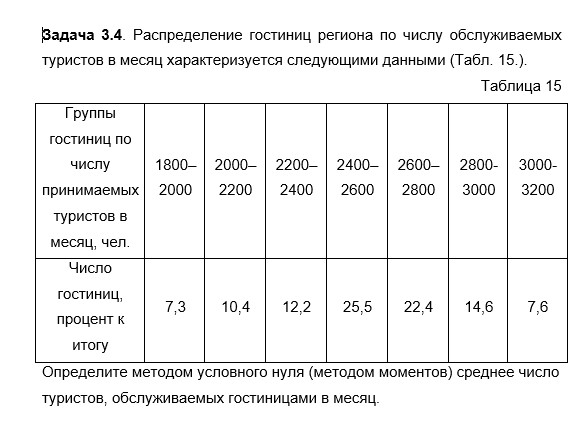 Задача 3.4. Распределение гостиниц региона по числу обслуживаемых
туристов в месяц характеризуется следующими данными (Табл. 15.).
Таблица 15
Группы
гостиниц по
числу
принимаемых
туристов в
месяц, чел.
1800–
2000
2000–
2200
2200–
2400
2400–
2600
2600–
2800
2800-
3000
3000-
3200
Число
гостиниц,
процент к
итогу
7,3
10,4
12,2
25,5
22,4
14,6
7,6
Определите методом условного нуля (методом моментов) среднее число
туристов, обслуживаемых гостиницами в месяц.